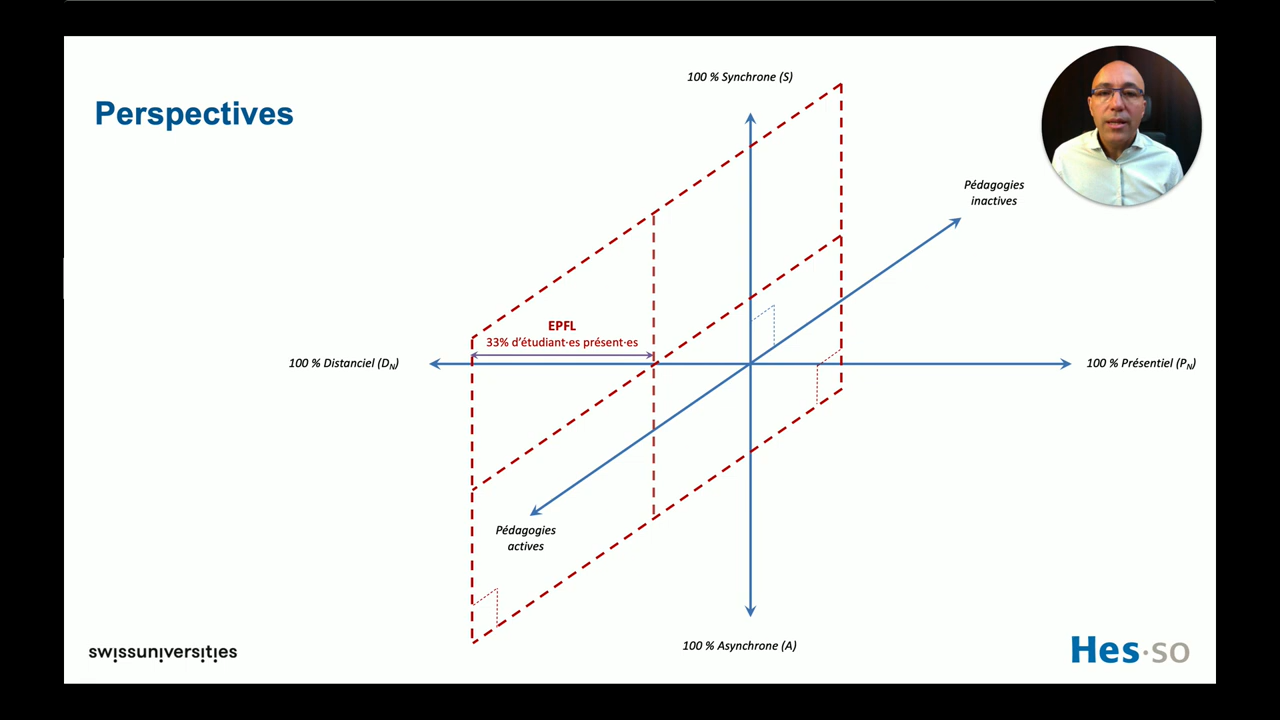 Perspectives
100 % Synchrone (S)
Pédagogies
inactives
EPFL
33% d'étudiant·es présent·es
100 % Distanciel (DN)
100 % Présentiel (PN)
Pédagogies
actives
100 % Asynchrone (A)
swissuniversities
Hes·so